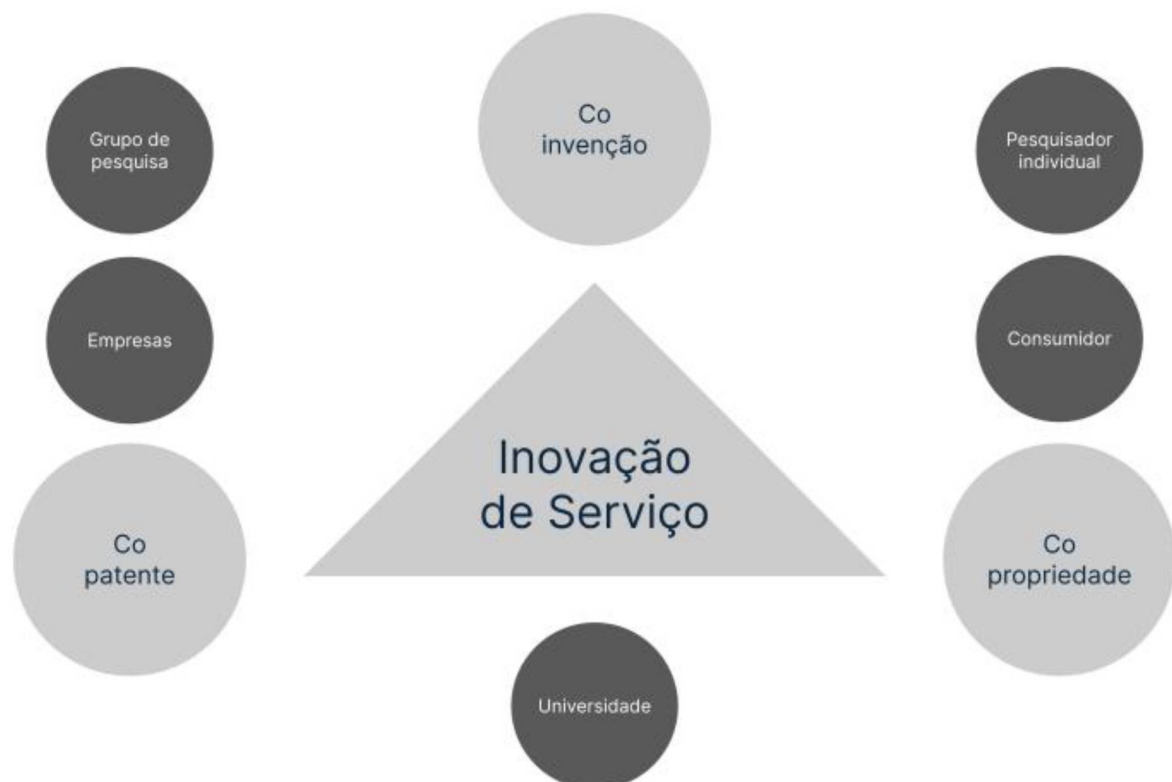 Co
invenção
Grupo de
pesquisa
Pesquisador
individual
Empresas
Consumidor
Inovação
de Serviço
Co
patente
Co
propriedade
Universidade